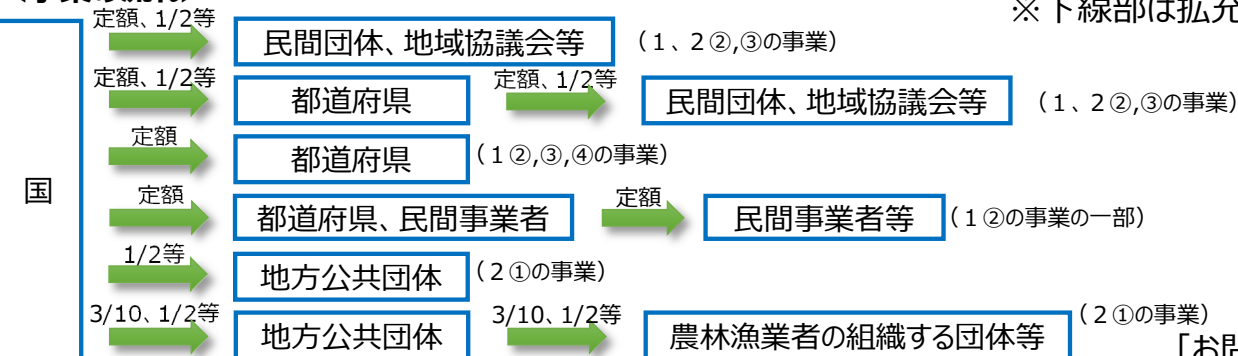 ※下線部は拡充
定額、1/2等
民間団体、地域協議会等
（１、２②,③の事業）
定額、1/2等
都道府県
定額、1/2等
民間団体、地域協議会等
（１、２②,③の事業）
定額
都道府県
（１②,③,④の事業）
国
定額
都道府県、民間事業者
定額
民間事業者等
（１②の事業の一部）
1/2等
地方公共団体
（２①の事業）
3/10、1/2等
地方公共団体
3/10、1/2等
農林漁業者の組織する団体等
（２①の事業）
「お問